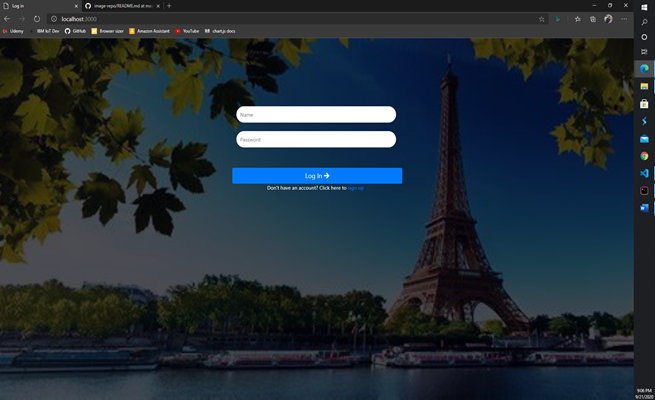 Log in
image-repo/README.md at mas
localhost:3000
Udemy
IBM IoT Dev
GitHub
Browser sizer
Amazon Assistant
YouTube
chart.js docs
Name
Password
Log In
Don't have an account? Click here to sign up
9:06 PM
9/21/2020